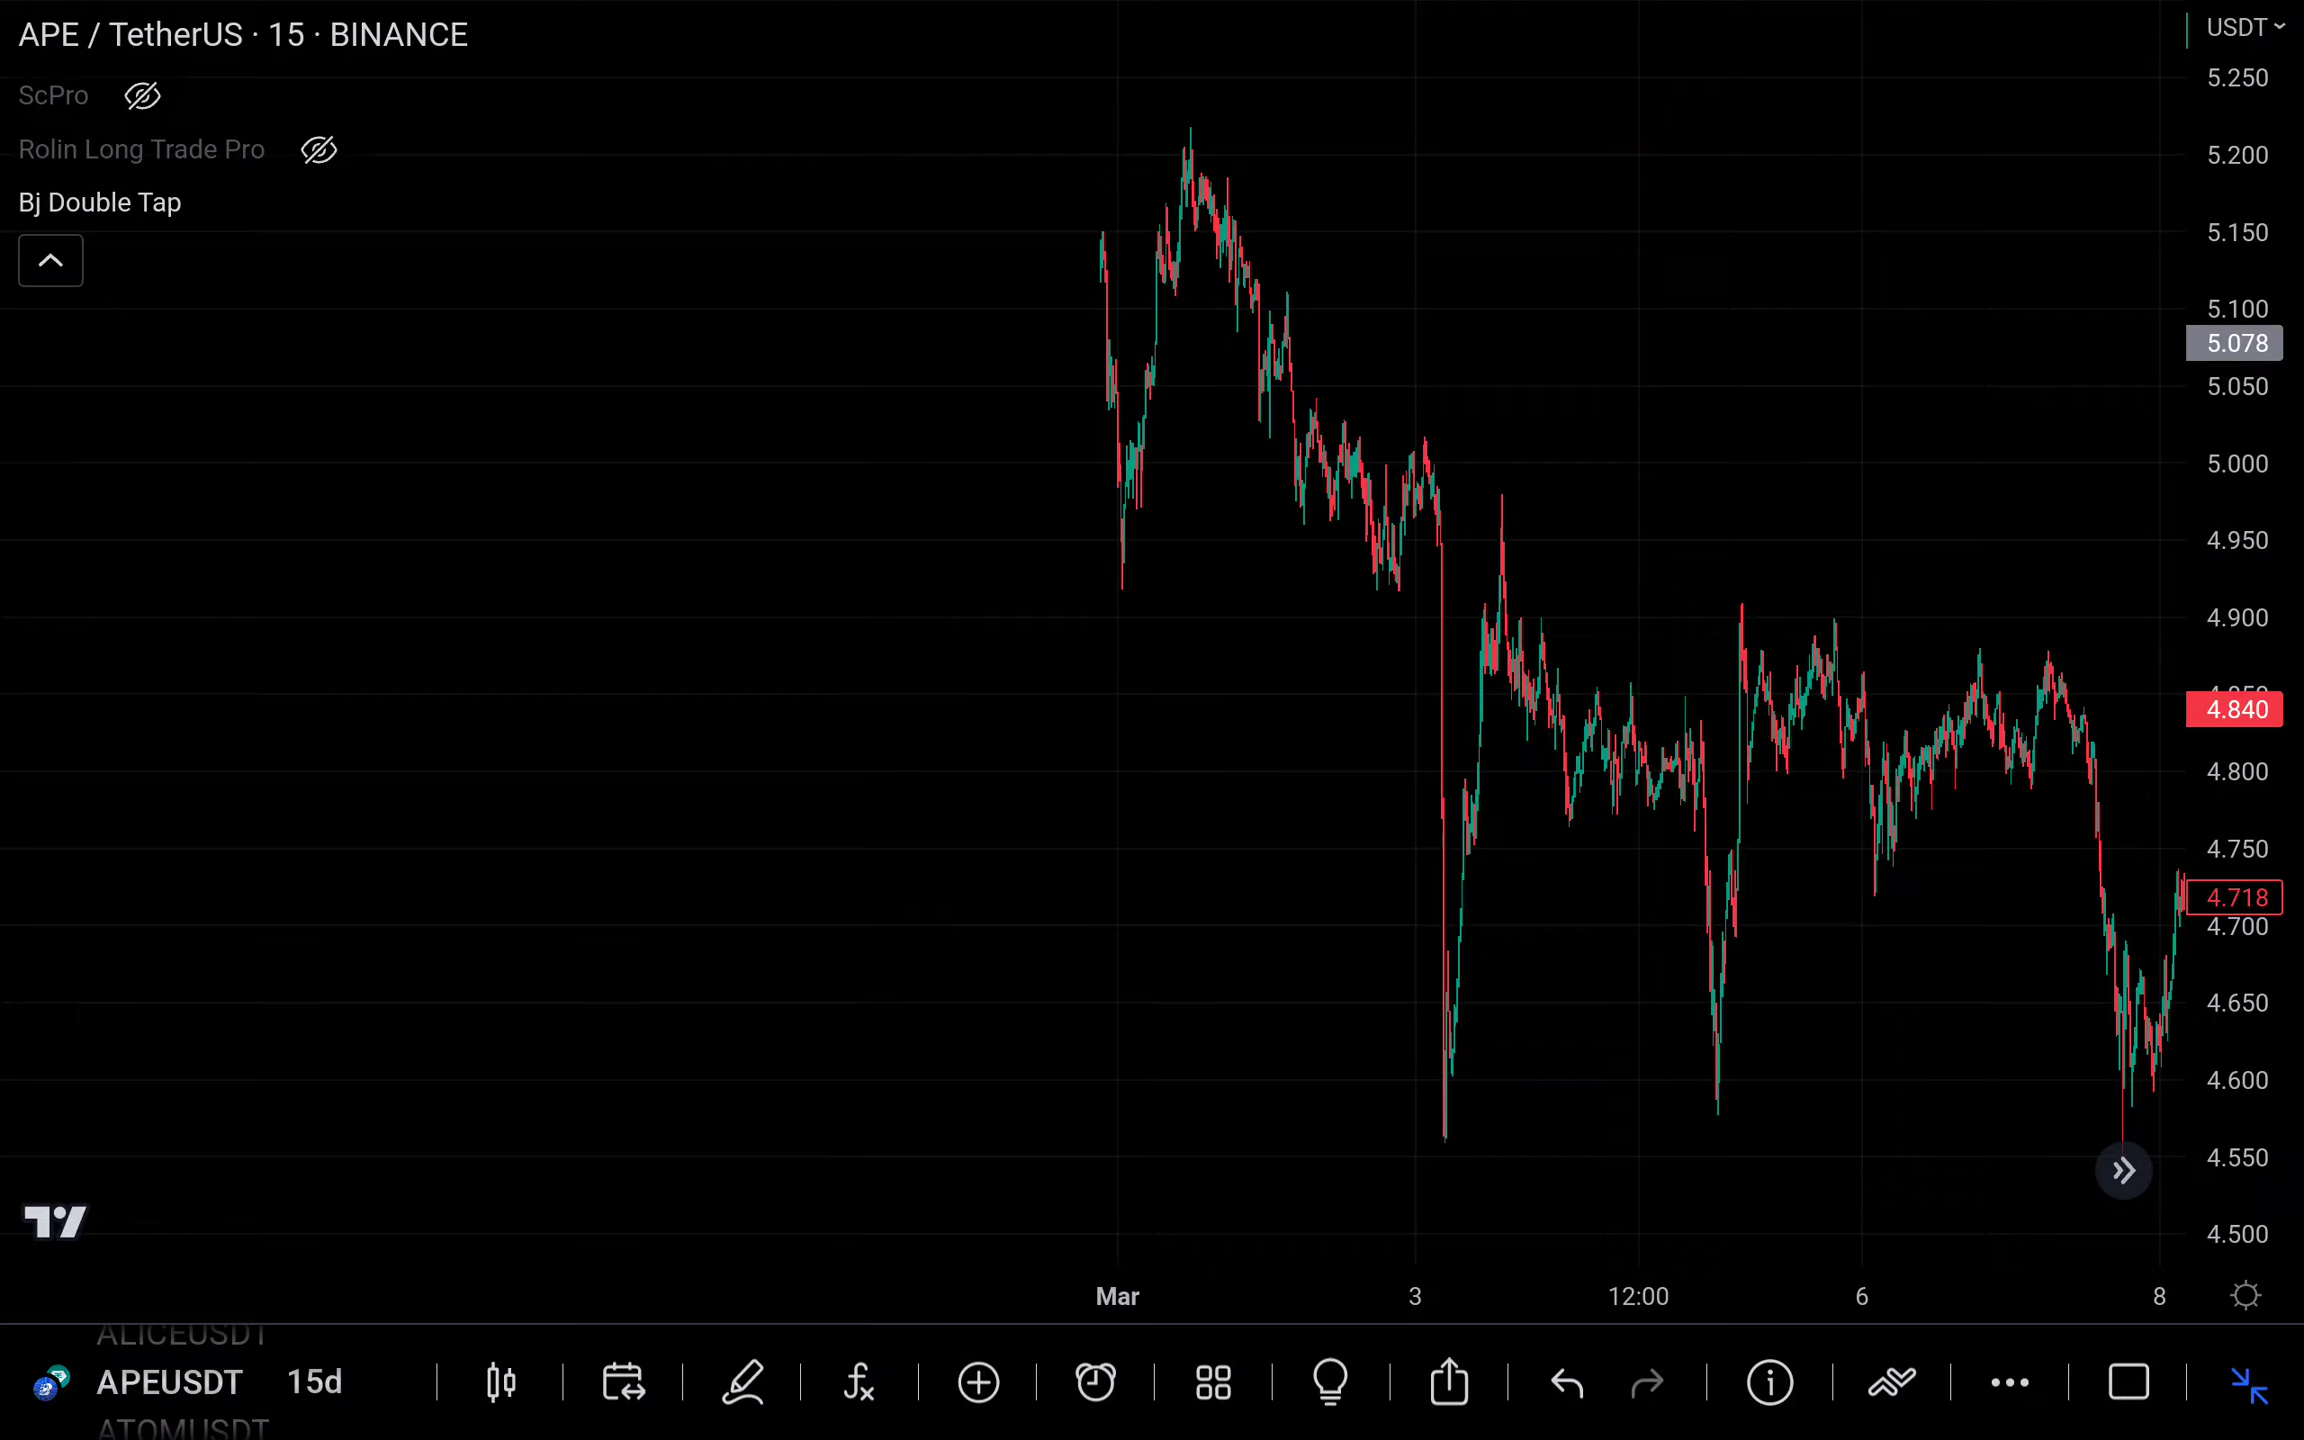 APE / TetherUS · 15 · BINANCE
USDT
ScPro
Rolin Long Trade Pro
Bj Double Tap
5.250
5.200
5.150
5.100
5.078
5.050
5.000
4.950
4.900
4.850
4.840
4.800
4.750
4.718
4.700
4.650
4.600
4.550
4.500
Mar 3 12:00 6 8
ALICEUSDT
APEUSDT 15d
ATOMUSDT